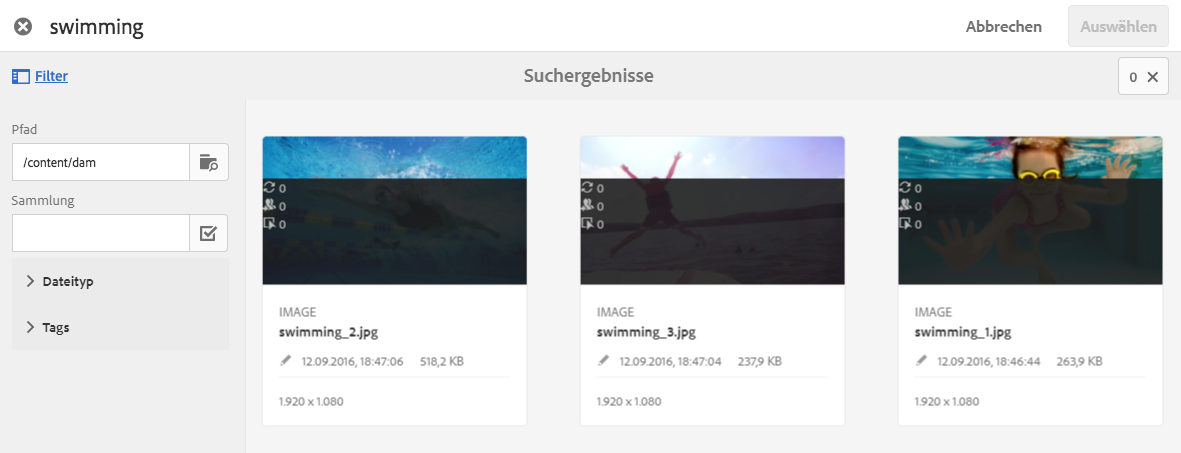 swimming
Abbrechen
Auswählen
Filter
Suchergebnisse
0
Pfad
/content/dam
Sammlung
Dateityp
Tags
0
0
0
IMAGE
swimming_2.jpg
12.09.2016, 18:47:06 518,2 KB
1.920 x 1.080
0
0
0
IMAGE
swimming_3.jpg
12.09.2016, 18:47:04 237,9 KB
1.920 x 1.080
0
0
0
IMAGE
swimming_1.jpg
12.09.2016, 18:46:44 263,9 KB
1.920 x 1.080